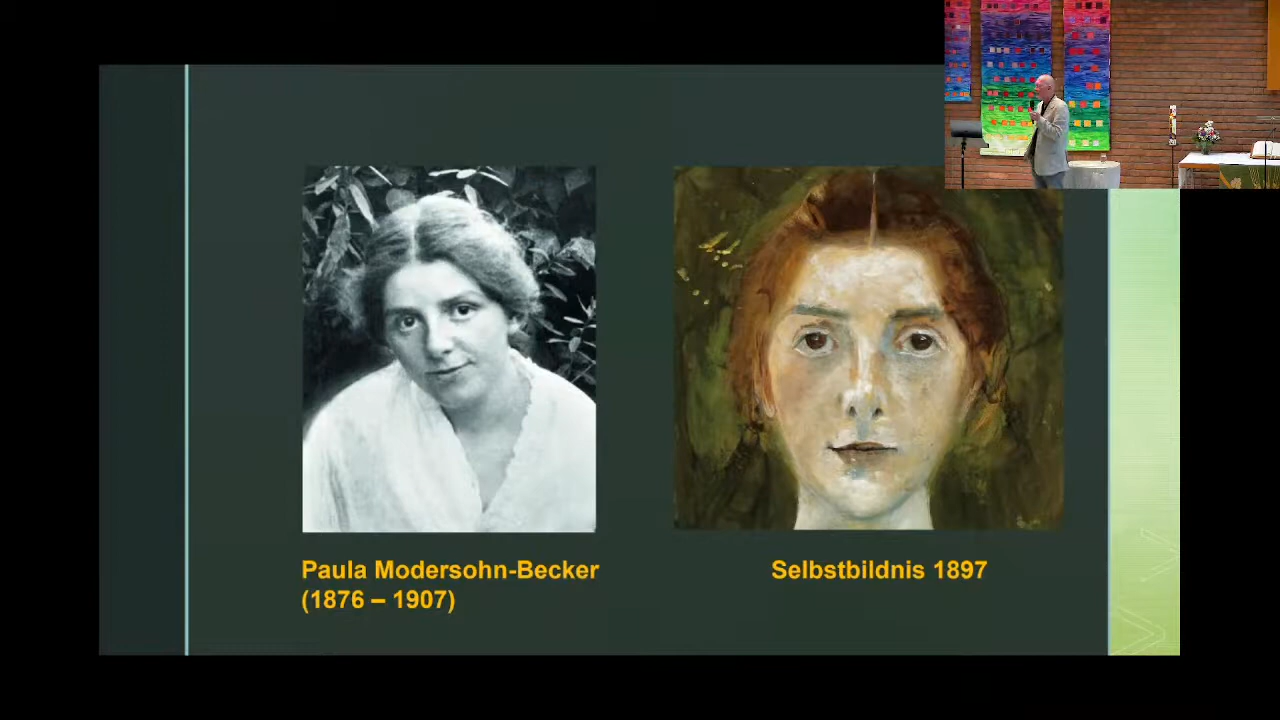 Paula Modersohn-Becker
(1876 – 1907)
Selbstbildnis 1897